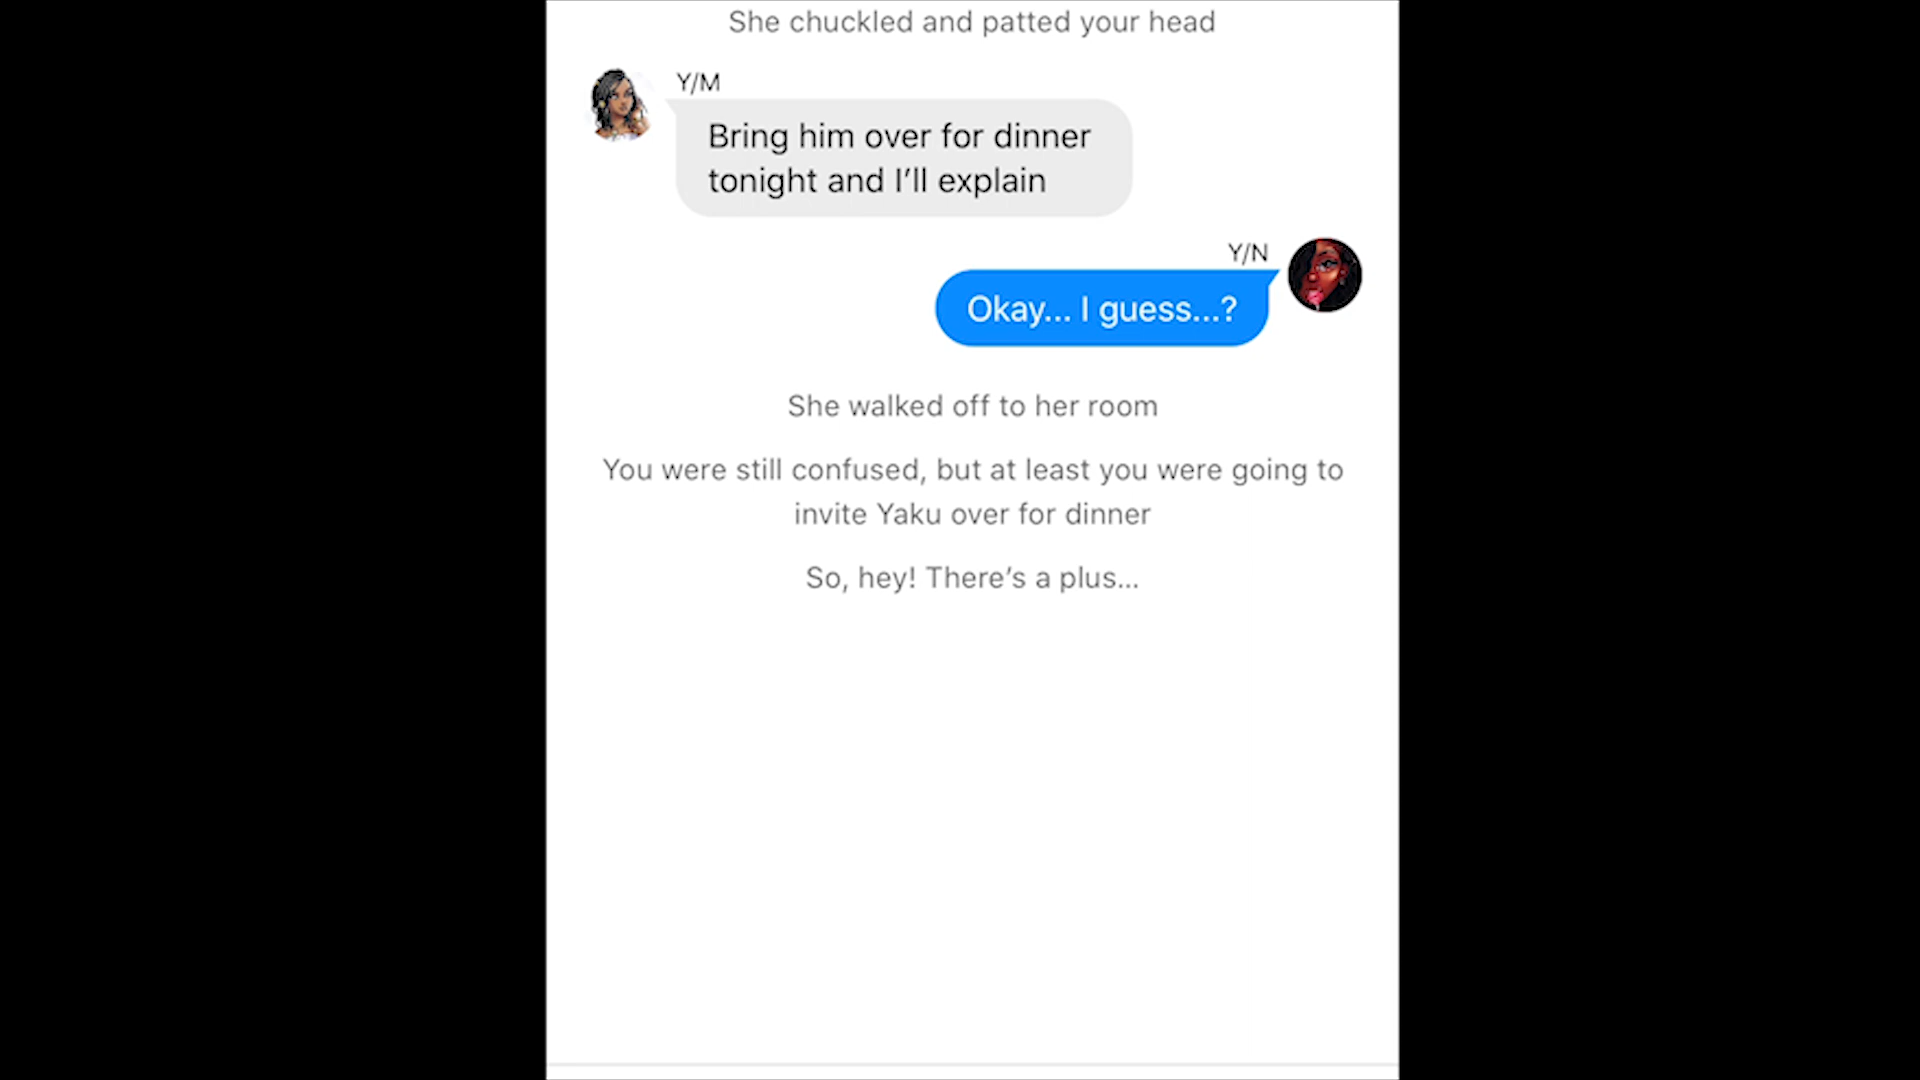 She chuckled and patted your head
Y/M
Bring him over for dinner
tonight and I’ll explain
Y/N
Okay... I guess...?
She walked off to her room
You were still confused, but at least you were going to
invite Yaku over for dinner
So, hey! There’s a plus...